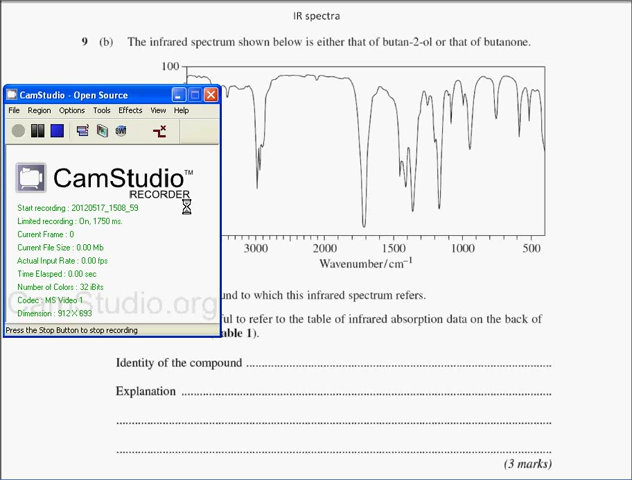 IR spectra
9 (b) The infrared spectrum shown below is either that of butan-2-ol or that of butanone.
100
CamStudio - Open Source
File Region Options Tools Effects View Help
CamStudio™
RECORDER
Start recording : 20120517_1508_59
Limited recording : On, 1750 ms.
Current Frame : 0
Current File Size : 0.00 Mb
Actual Input Rate : 0.00 fps
Time Elasped : 0.00 sec
Number of Colors : 32 iBits
Codec : MS Video 1
Dimension : 912 X 693
CamStudio.org
Press the Stop Button to stop recording
3000 2000 1500 1000 500
Wavenumber/cm⁻¹
to which this infrared spectrum refers.
to refer to the table of infrared absorption data on the back of
1).
Identity of the compound
Explanation
(3 marks)